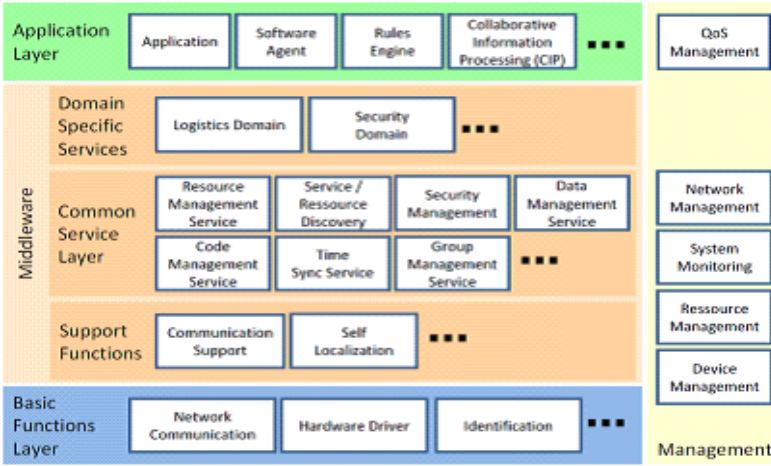 Application
Layer
Application
Software
Agent
Rules
Engine
Collaborative
Information
Processing (CIP)
QoS
Management
Middleware
Domain
Specific
Services
Logistics Domain
Security
Domain
Common
Service
Layer
Resource
Management
Service
Service /
Ressource
Discovery
Security
Management
Data
Management
Service
Code
Management
Service
Time
Sync Service
Group
Management
Service
Network
Management
System
Monitoring
Ressource
Management
Device
Management
Support
Functions
Communication
Support
Self
Localization
Basic
Functions
Layer
Network
Communication
Hardware Driver
Identification
Management